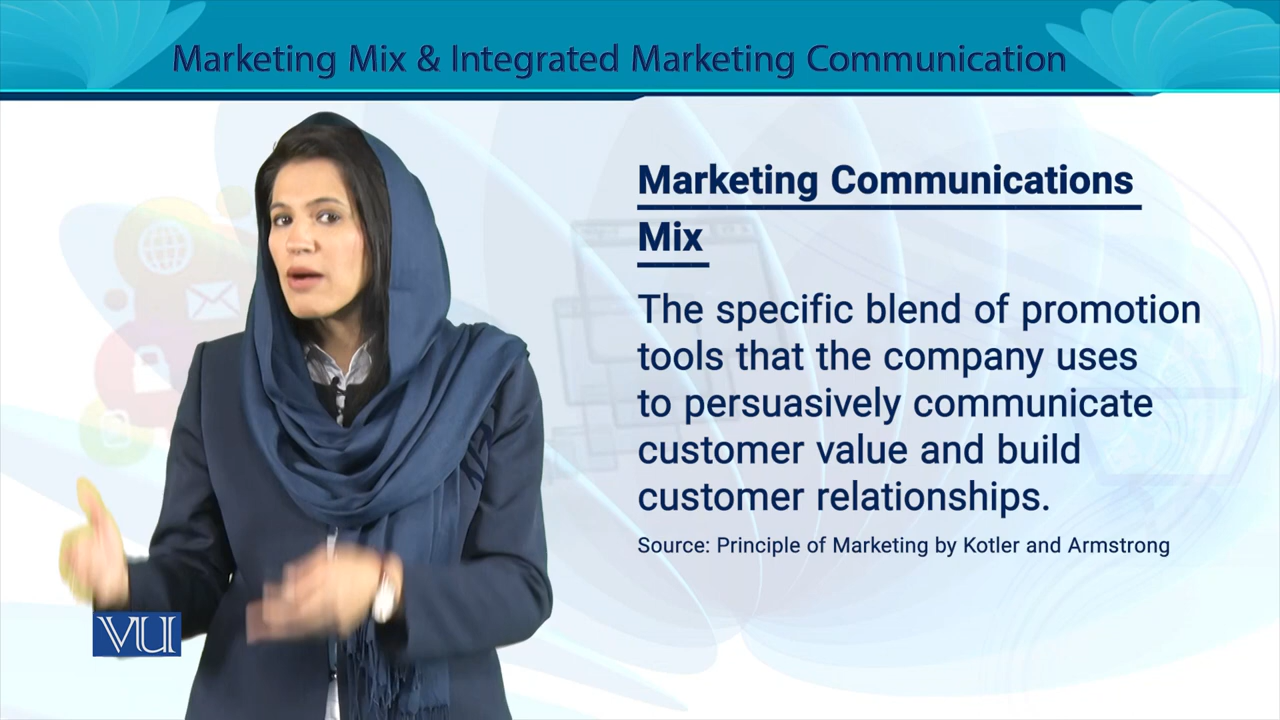 Marketing Mix & Integrated Marketing Communication
Marketing Communications
Mix
The specific blend of promotion
tools that the company uses
to persuasively communicate
customer value and build
customer relationships.
Source: Principle of Marketing by Kotler and Armstrong
VU